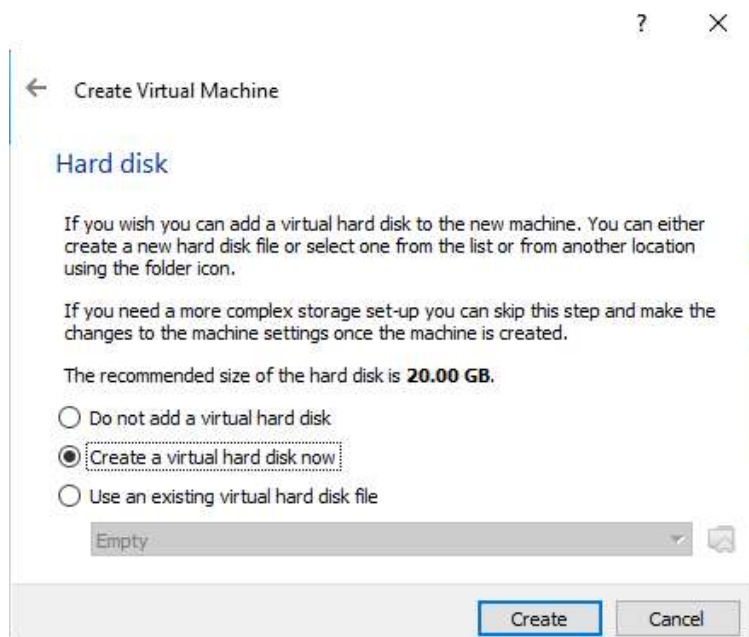 ?
Create Virtual Machine
Hard disk
If you wish you can add a virtual hard disk to the new machine. You can either
create a new hard disk file or select one from the list or from another location
using the folder icon.
If you need a more complex storage set-up you can skip this step and make the
changes to the machine settings once the machine is created.
The recommended size of the hard disk is 20.00 GB.
Do not add a virtual hard disk
Create a virtual hard disk now
Use an existing virtual hard disk file
Empty
Create Cancel